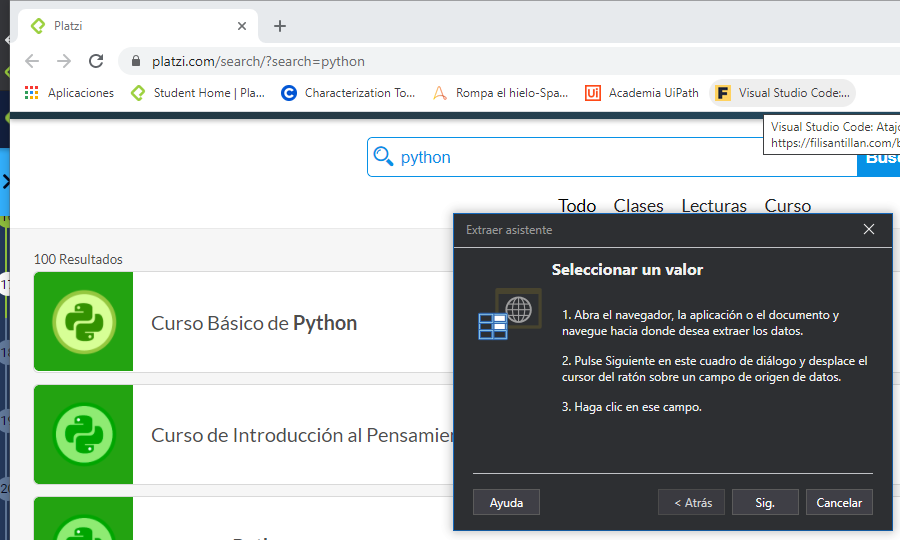 Platzi
platzi.com/search/?search=python
Aplicaciones
Student Home | Pla...
Characterization To...
Rompa el hielo-Spa...
Ui
Academia UiPath
F
Visual Studio Code:...
Visual Studio Code: Atajo
https://filisantillan.com/b
python
Todo
Clases
Lecturas
Curso
100 Resultados
Curso Básico de Python
Curso de Introducción al Pensamien
Extraer asistente
Seleccionar un valor
1. Abra el navegador, la aplicación o el documento y
navegue hacia donde desea extraer los datos.
2. Pulse Siguiente en este cuadro de diálogo y desplace el
cursor del ratón sobre un campo de origen de datos.
3. Haga clic en ese campo.
Ayuda
< Atrás
Sig.
Cancelar